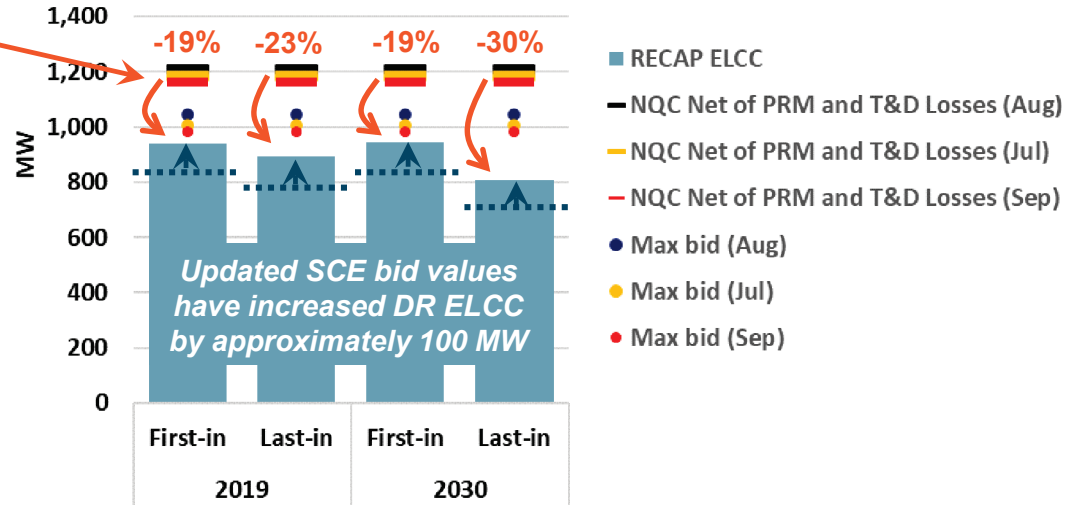 1,400
1,200
1,000
800
600
400
200
0
MW
-19%
-23%
-19%
-30%
Updated SCE bid values
have increased DR ELCC
by approximately 100 MW
First-in
Last-in
First-in
Last-in
2019
2030
RECAP ELCC
NQC Net of PRM and T&D Losses (Aug)
NQC Net of PRM and T&D Losses (Jul)
NQC Net of PRM and T&D Losses (Sep)
Max bid (Aug)
Max bid (Jul)
Max bid (Sep)